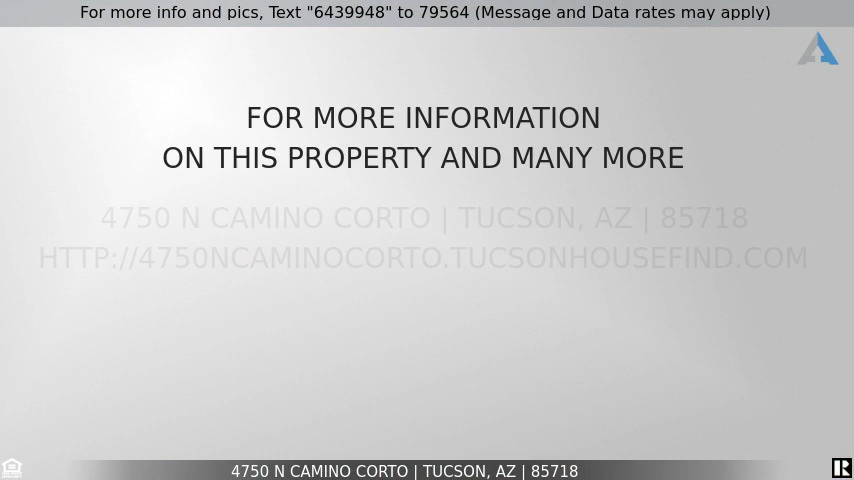 For more info and pics, Text "6439948" to 79564 (Message and Data rates may apply)
FOR MORE INFORMATION
ON THIS PROPERTY AND MANY MORE
4750 N CAMINO CORTO | TUCSON, AZ | 85718
HTTP://4750NCAMINOCORTO.TUCSONHOUSEFIND.COM
4750 N CAMINO CORTO | TUCSON, AZ | 85718